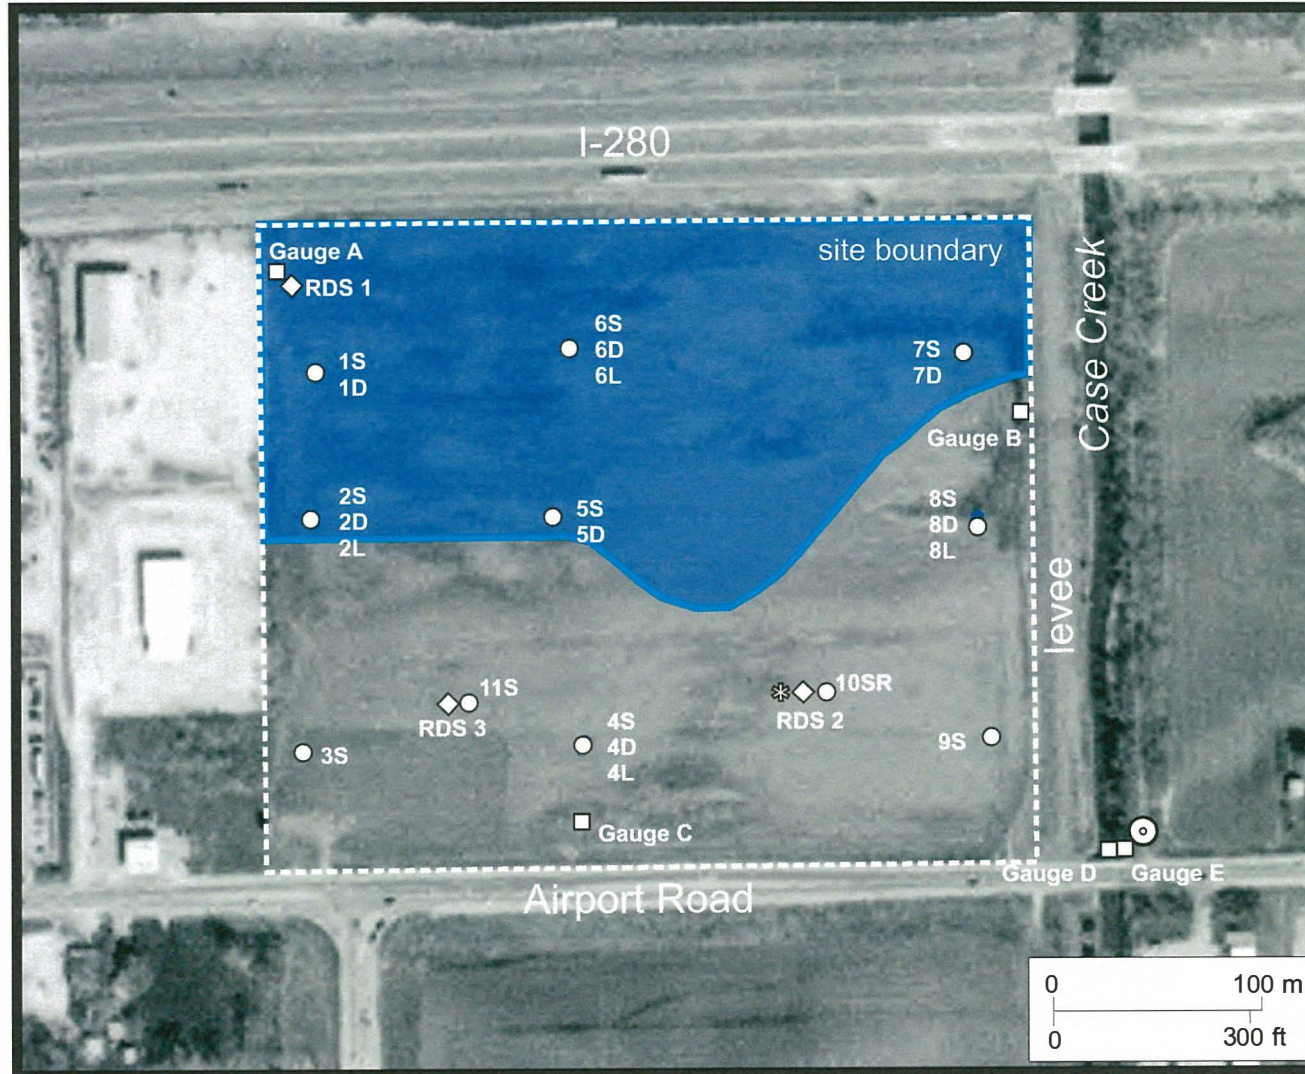 I-280
site boundary
Gauge A
RDS 1
6S
6D
6L
1S
1D
7S
7D
Case Creek
Gauge B
2S
2D
2L
5S
5D
8S
8D
8L
levee
11S
RDS 3
10SR
RDS 2
3S
4S
4D
4L
9S
Gauge C
Gauge D
Gauge E
Airport Road
0 100 m
0 300 ft